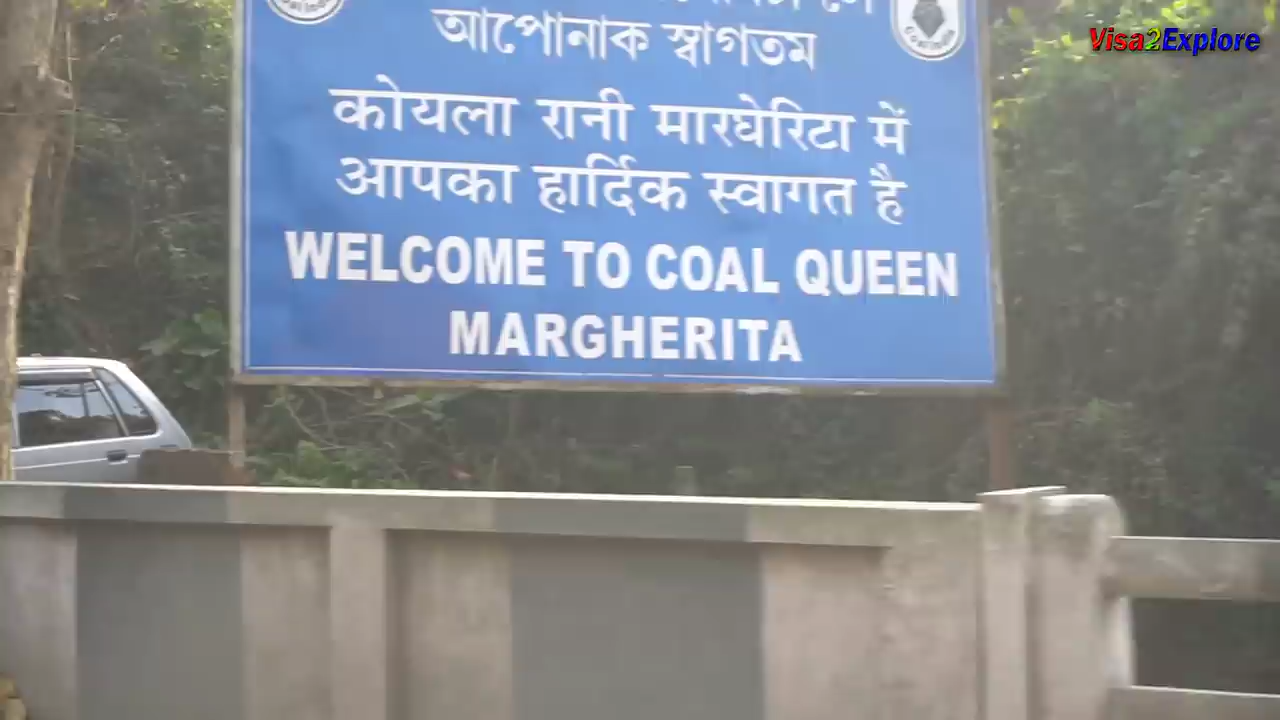 আপোনাক স্বাগতম
कोयला रानी मारघेरिटा में
आपका हार्दिक स्वागत है
WELCOME TO COAL QUEEN
MARGHERITA
Visa2Explore